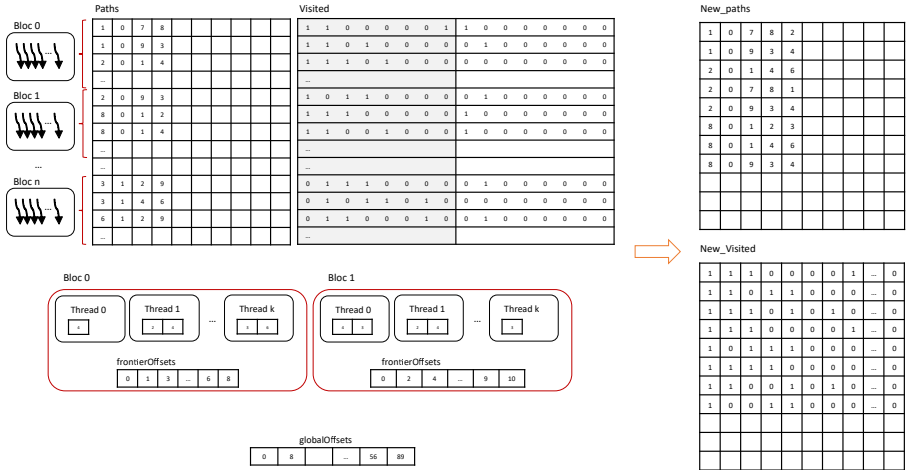 Paths Visited New_paths
Bloc 0
1 0 7 8 1 1 0 0 0 0 0 1 1 0 0 0 0 0 0 0
1 0 9 3 1 1 0 1 0 0 0 0 0 1 0 0 0 0 0 0
2 0 1 4 1 1 1 0 1 0 0 0 0 0 0 0 0 0 0 0
... ...
...
Bloc 1
2 0 9 3 1 0 1 1 0 0 0 0 0 1 0 0 0 0 0 0
8 0 1 2 1 1 1 0 0 0 0 0 1 0 0 0 0 0 0 0
8 0 1 4 1 1 0 0 1 0 0 0 1 0 0 0 0 0 0 0
...
... ...
...
...
Bloc n
3 1 2 9 0 1 1 1 0 0 0 0 0 1 0 0 0 0 0 0
3 1 4 6 0 1 0 1 1 0 1 0 0 0 0 0 0 0 0 0
6 1 2 9 0 1 1 0 0 0 1 0 0 1 0 0 0 0 0 0
... ...
...
1 0 7 8 2
1 0 9 3 4
2 0 1 4 6
2 0 7 8 1
2 0 9 3 4
8 0 1 2 3
8 0 1 4 6
8 0 9 3 4
New_Visited
1 1 1 0 0 0 0 1 ... 0
1 1 0 1 1 0 0 0 ... 0
1 1 1 0 1 0 1 0 ... 0
1 1 1 0 0 0 0 1 ... 0
1 0 1 1 1 0 0 0 ... 0
1 1 1 1 0 0 0 0 ... 0
1 1 0 0 1 0 1 0 ... 0
1 0 0 1 1 0 0 0 ... 0
Bloc 0 Bloc 1
Thread 0 Thread 1 ... Thread k
2 4
Thread 0 Thread 1 ... Thread k
2 4 3
frontierOffsets
0 1 3 ... 6 8
frontierOffsets
0 2 4 ... 9 10
globalOffsets
0 8 ... 56 89